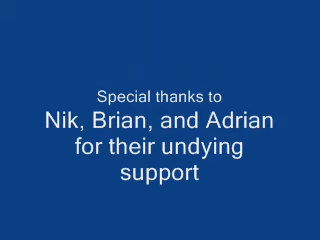 Special thanks to
Nik, Brian, and Adrian
for their undying
support